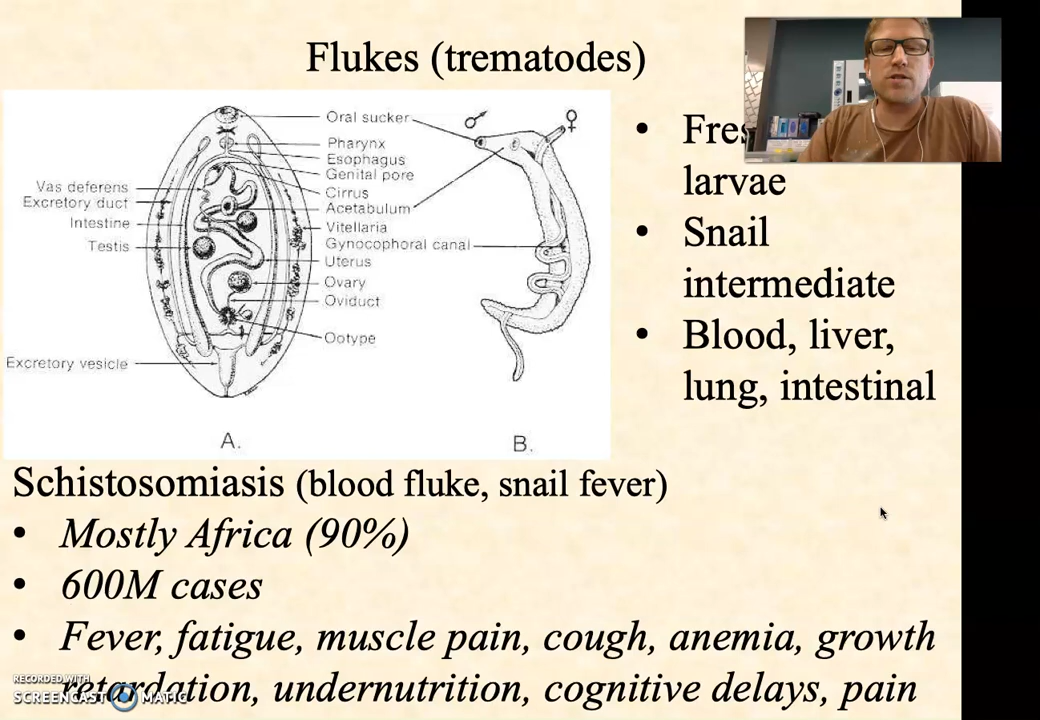 Flukes (trematodes)
Oral sucker
Pharynx
Esophagus
Genital pore
Cirrus
Acetabulum
Vitellaria
Gynocophoral canal
Uterus
Ovary
Oviduct
Ootype
Vas deferens
Excretory duct
Intestine
Testis
Excretory vesicle
♂
♀
A.
B.
• larvae
• Snail
intermediate
• Blood, liver,
lung, intestinal
Schistosomiasis (blood fluke, snail fever)
• Mostly Africa (90%)
• 600M cases
• Fever, fatigue, muscle pain, cough, anemia, growth
retardation, undernutrition, cognitive delays, pain
RECORDED WITH
SCREENCAST MATIC